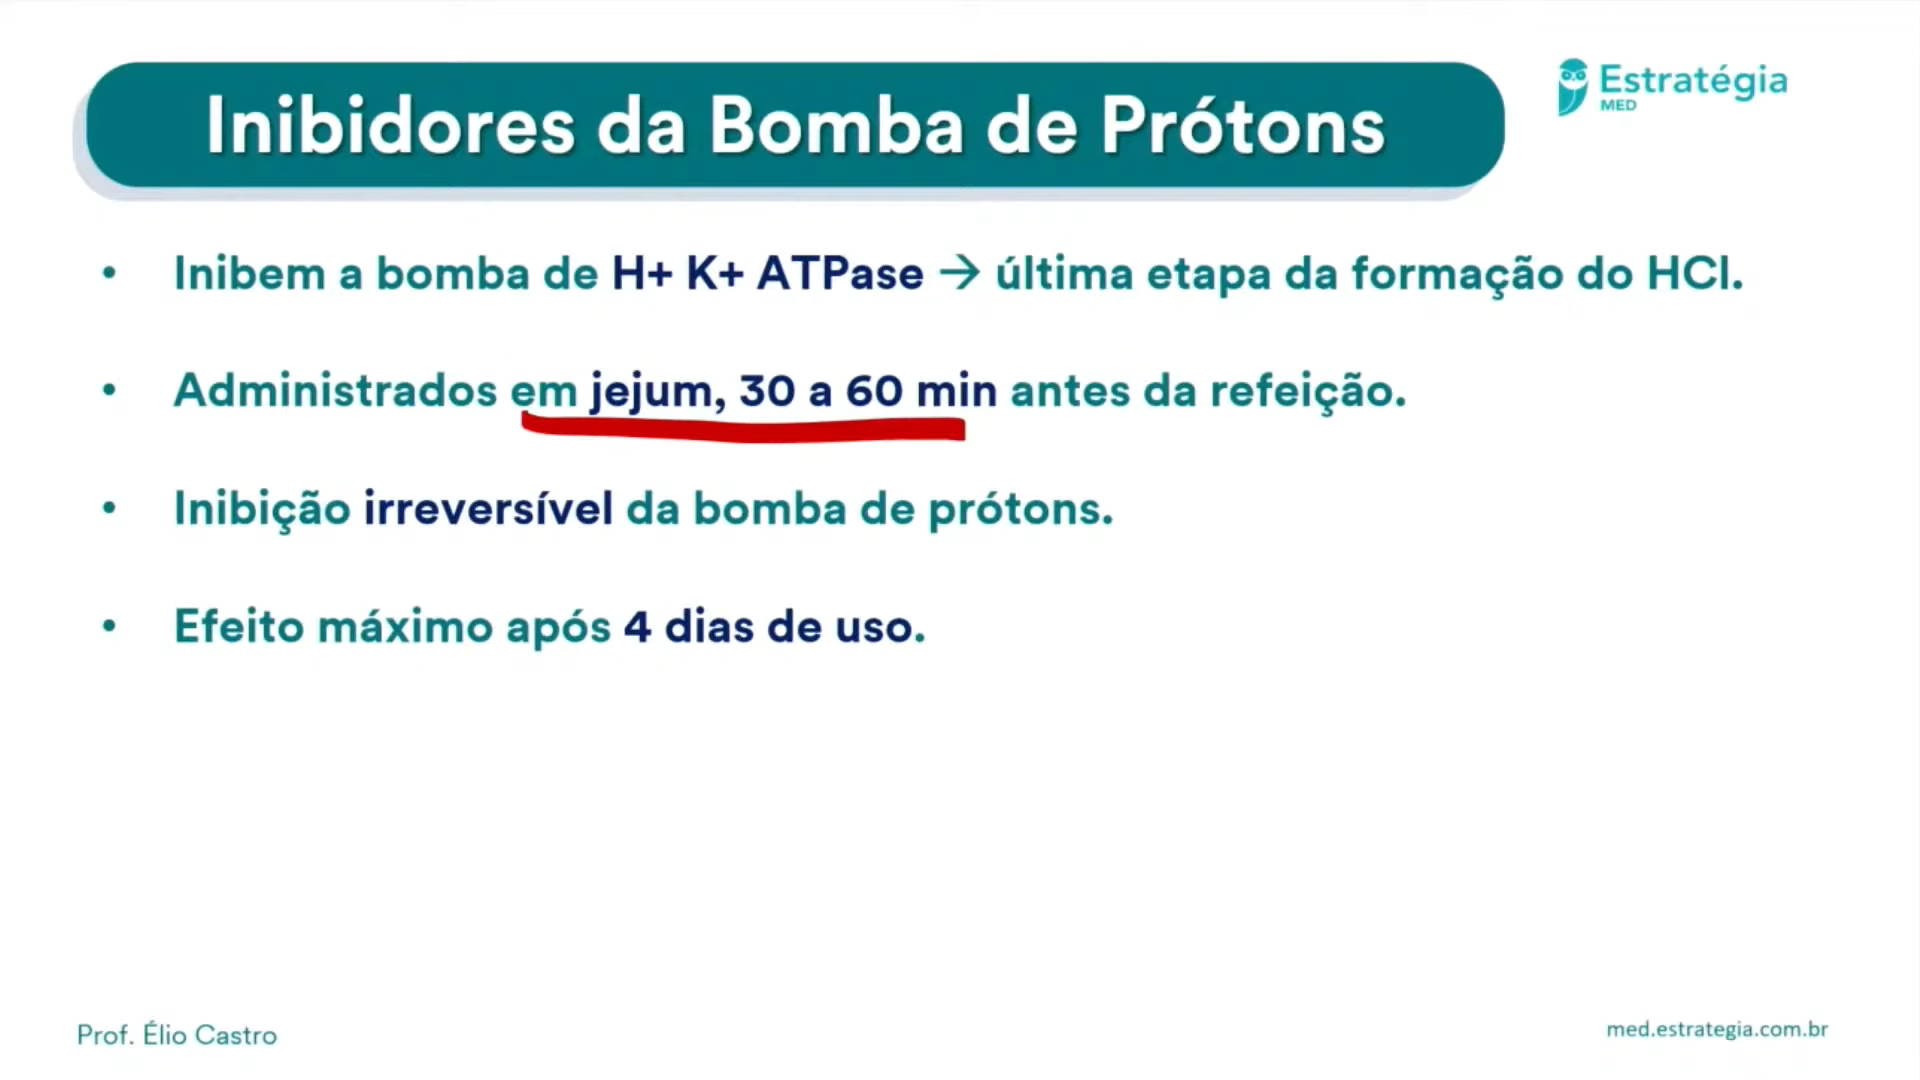 Inibidores da Bomba de Prótons
Estratégia
MED
• Inibem a bomba de H+ K+ ATPase → última etapa da formação do HCl.
• Administrados em jejum, 30 a 60 min antes da refeição.
• Inibição irreversível da bomba de prótons.
• Efeito máximo após 4 dias de uso.
Prof. Élio Castro
med.estrategia.com.br